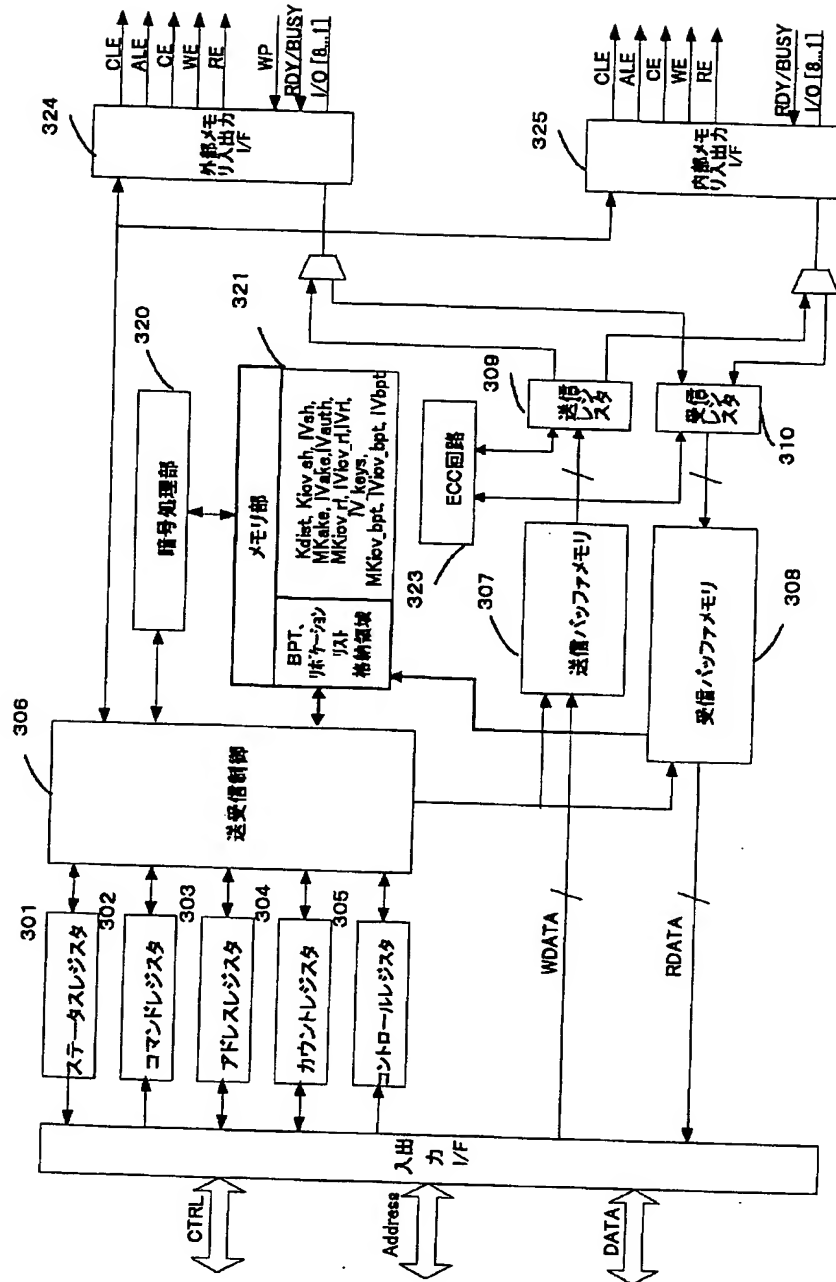 CTRL
Address
DATA
入出
力
I/F
301
ステータスレジスタ
302
コマンドレジスタ
303
アドレスレジスタ
304
カウントレジスタ
305
コントロールレジスタ
WDATA
RDATA
306
送受信制御
320
暗号処理部
321
メモリ部
BPT、
リボケーション
リスト
格納領域
Kdist, Kiov_sh, IVsh,
MKake, IVake,IVauth,
MKiov_rl, IViov_rl,IVrl,
IV_keys,
MKiov_bpt, IViov_bpt, IVbpt
323
ECC回路
307
送信バッファメモリ
308
受信バッファメモリ
309
送信レジ
スタ
310
受信レジ
スタ
324
外部メモ
リ入出力
I/F
CLE
ALE
CE
WE
RE
WP
RDY/BUSY
I/O [8...1]
325
内部メモ
リ入出力
I/F
CLE
ALE
CE
WE
RE
RDY/BUSY
I/O [8...1]